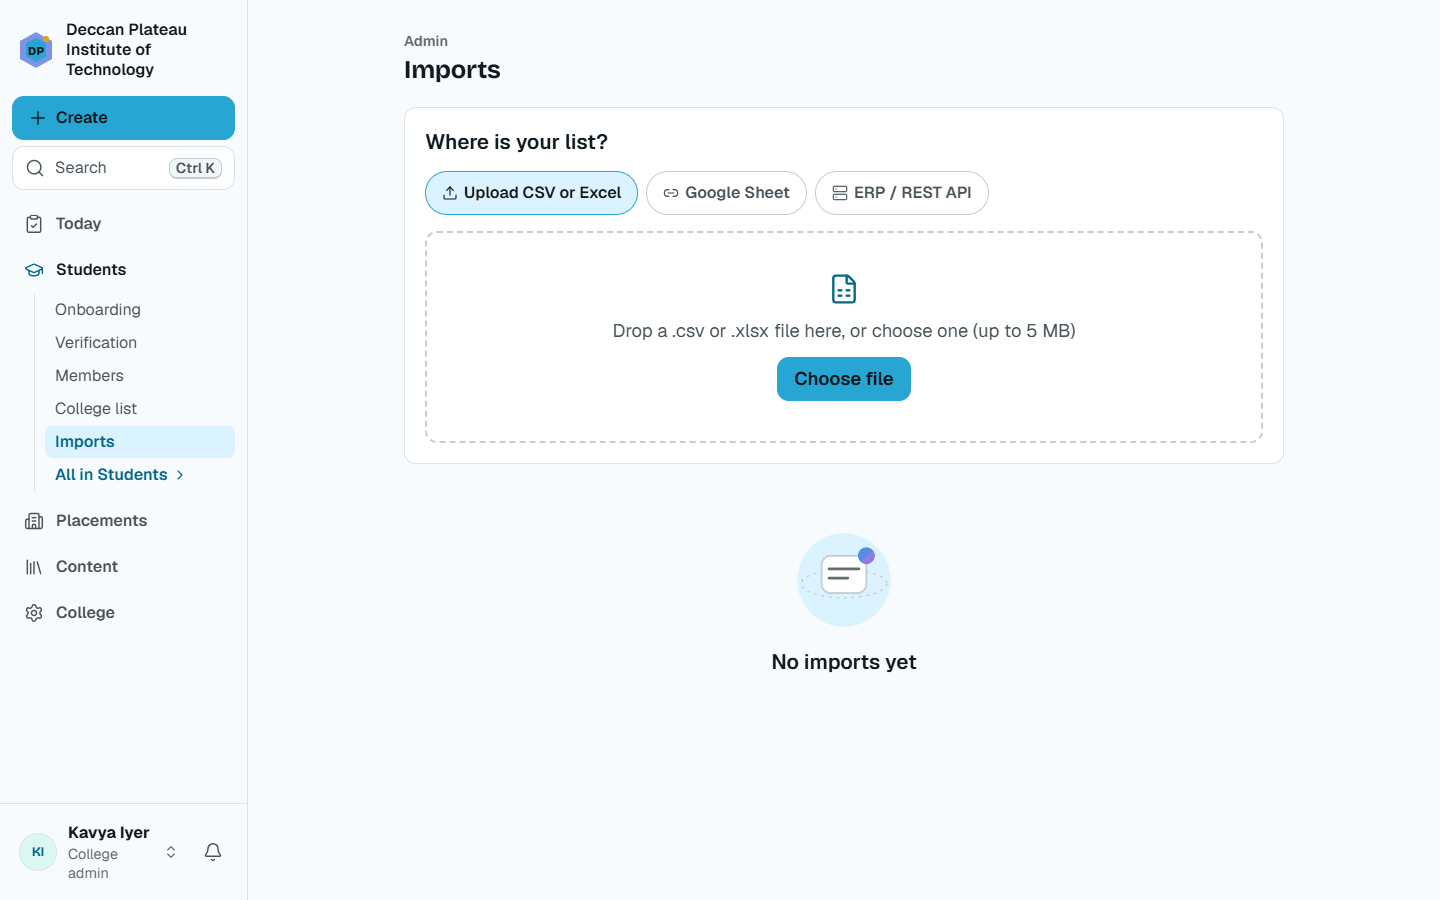 DP
Deccan Plateau
Institute of
Technology
Create
Search
Ctrl K
Today
Students
Onboarding
Verification
Members
College list
Imports
All in Students
Placements
Content
College
KI
Kavya Iyer
College
admin
Admin
Imports
Where is your list?
Upload CSV or Excel
Google Sheet
ERP / REST API
Drop a .csv or .xlsx file here, or choose one (up to 5 MB)
Choose file
No imports yet